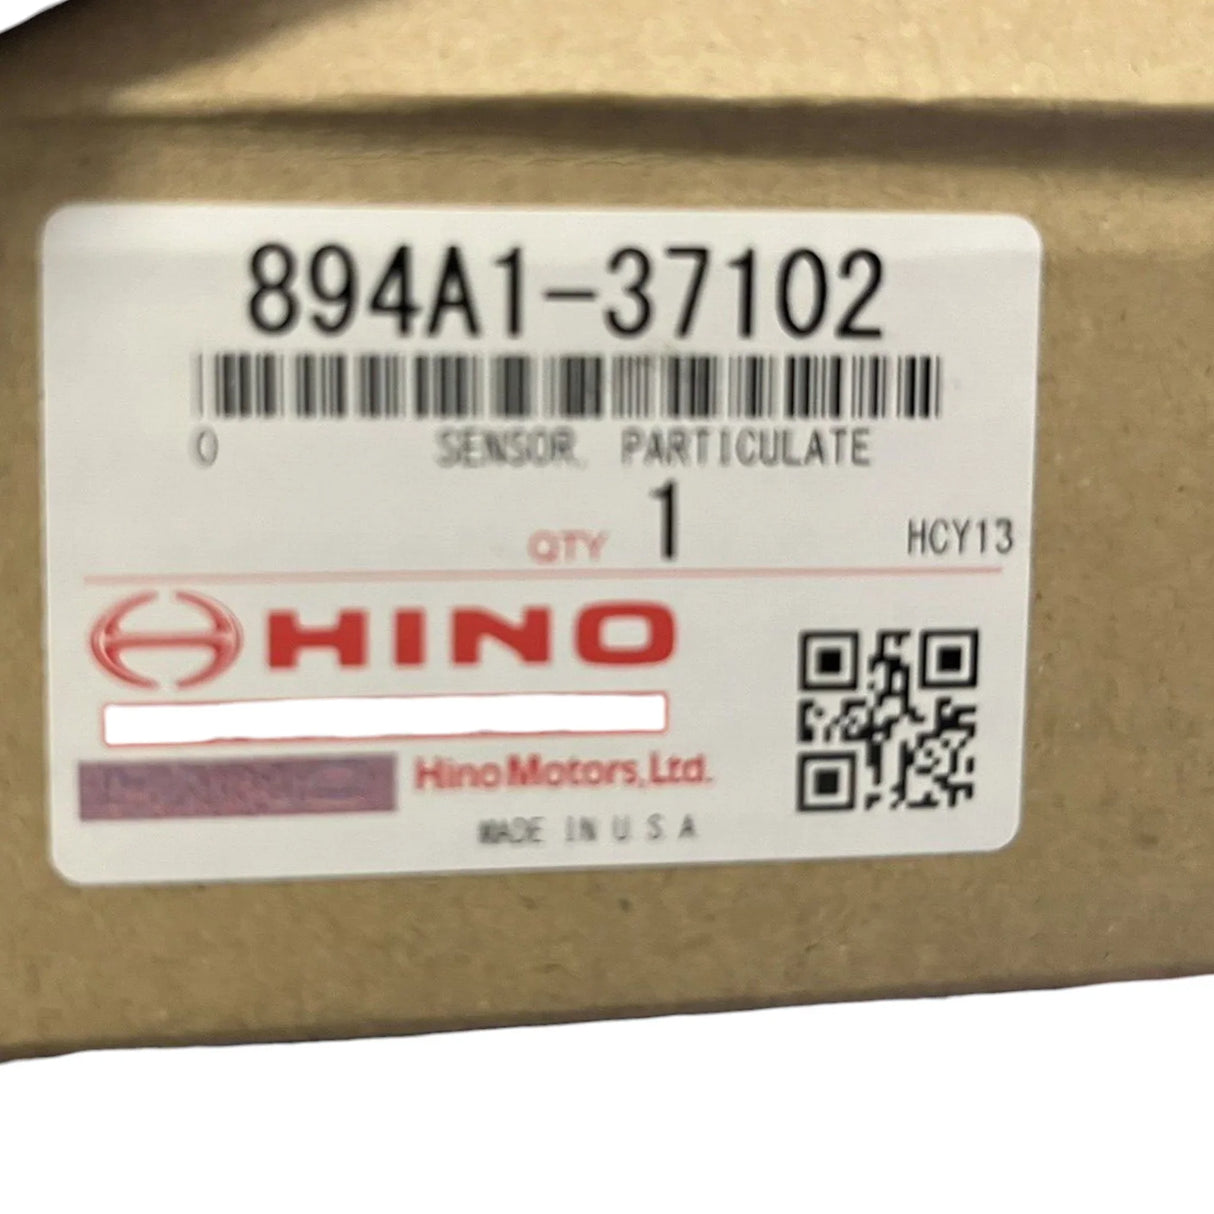 894A1-37102
0 SENSOR, PARTICULATE
QTY 1 HCY13
HINO
Hino Motors, Ltd.
MADE IN U S A